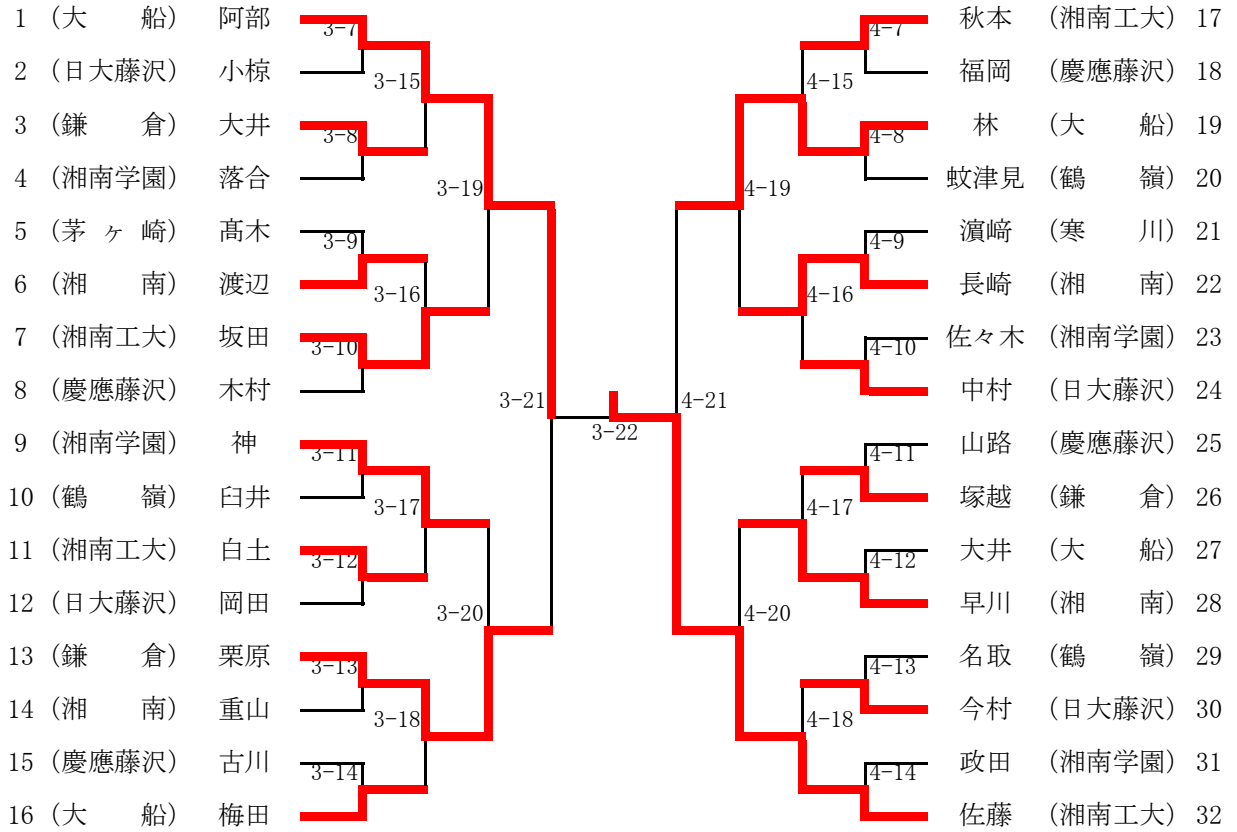 1 (大　　船) 阿部
3-7
2 (日大藤沢) 小椋
3-15
3 (鎌　　倉) 大井
3-8
4 (湘南学園) 落合
3-19
5 (茅 ヶ 崎) 髙木
3-9
6 (湘　　南) 渡辺
3-16
7 (湘南工大) 坂田
3-10
8 (慶應藤沢) 木村
3-21
9 (湘南学園) 神
3-11
10 (鶴　　嶺) 臼井
3-17
11 (湘南工大) 白土
3-12
12 (日大藤沢) 岡田
3-20
13 (鎌　　倉) 栗原
3-13
14 (湘　　南) 重山
3-18
15 (慶應藤沢) 古川
3-14
16 (大　　船) 梅田
3-22
秋本 (湘南工大) 17
4-7
福岡 (慶應藤沢) 18
4-15
林 (大　　船) 19
4-8
蚊津見 (鶴　　嶺) 20
4-19
濵﨑 (寒　　川) 21
4-9
長崎 (湘　　南) 22
4-16
佐々木 (湘南学園) 23
4-10
中村 (日大藤沢) 24
4-21
山路 (慶應藤沢) 25
4-11
塚越 (鎌　　倉) 26
4-17
大井 (大　　船) 27
4-12
早川 (湘　　南) 28
4-20
名取 (鶴　　嶺) 29
4-13
今村 (日大藤沢) 30
4-18
政田 (湘南学園) 31
4-14
佐藤 (湘南工大) 32